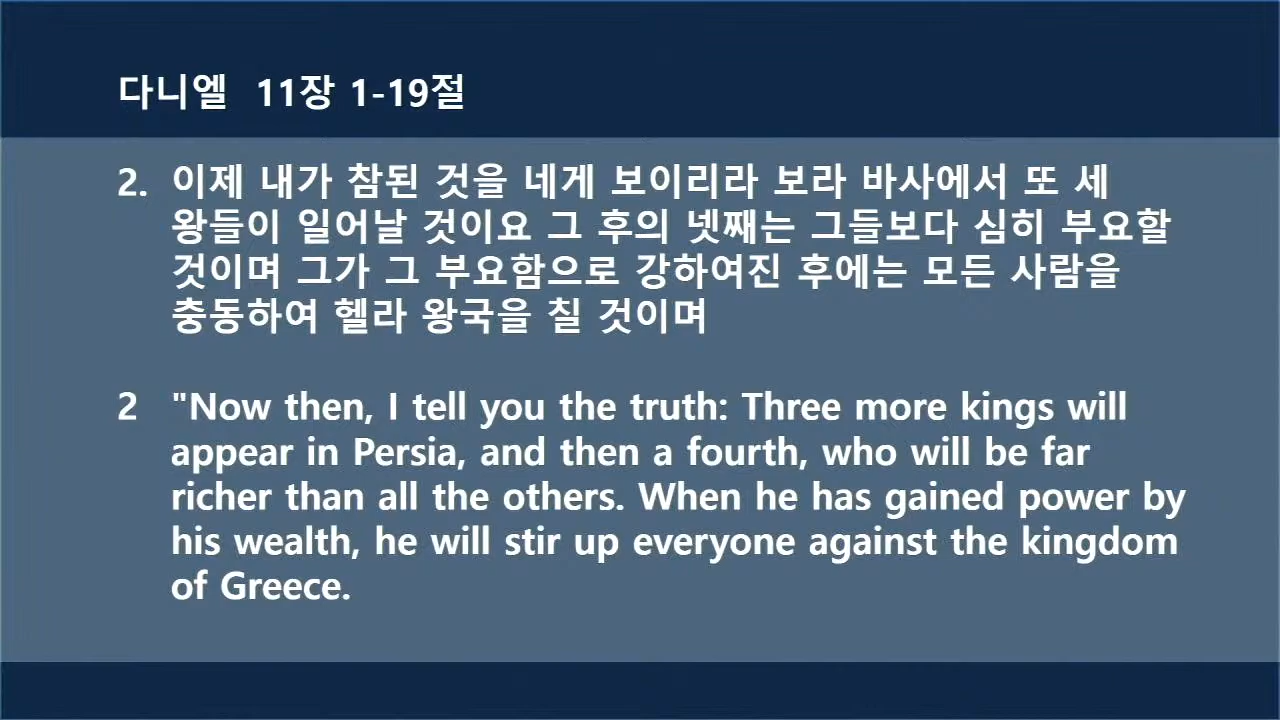 다니엘 11장 1-19절
2. 이제 내가 참된 것을 네게 보이리라 보라 바사에서 또 세
왕들이 일어날 것이요 그 후의 넷째는 그들보다 심히 부요할
것이며 그가 그 부요함으로 강하여진 후에는 모든 사람을
충동하여 헬라 왕국을 칠 것이며
2 "Now then, I tell you the truth: Three more kings will
appear in Persia, and then a fourth, who will be far
richer than all the others. When he has gained power by
his wealth, he will stir up everyone against the kingdom
of Greece.